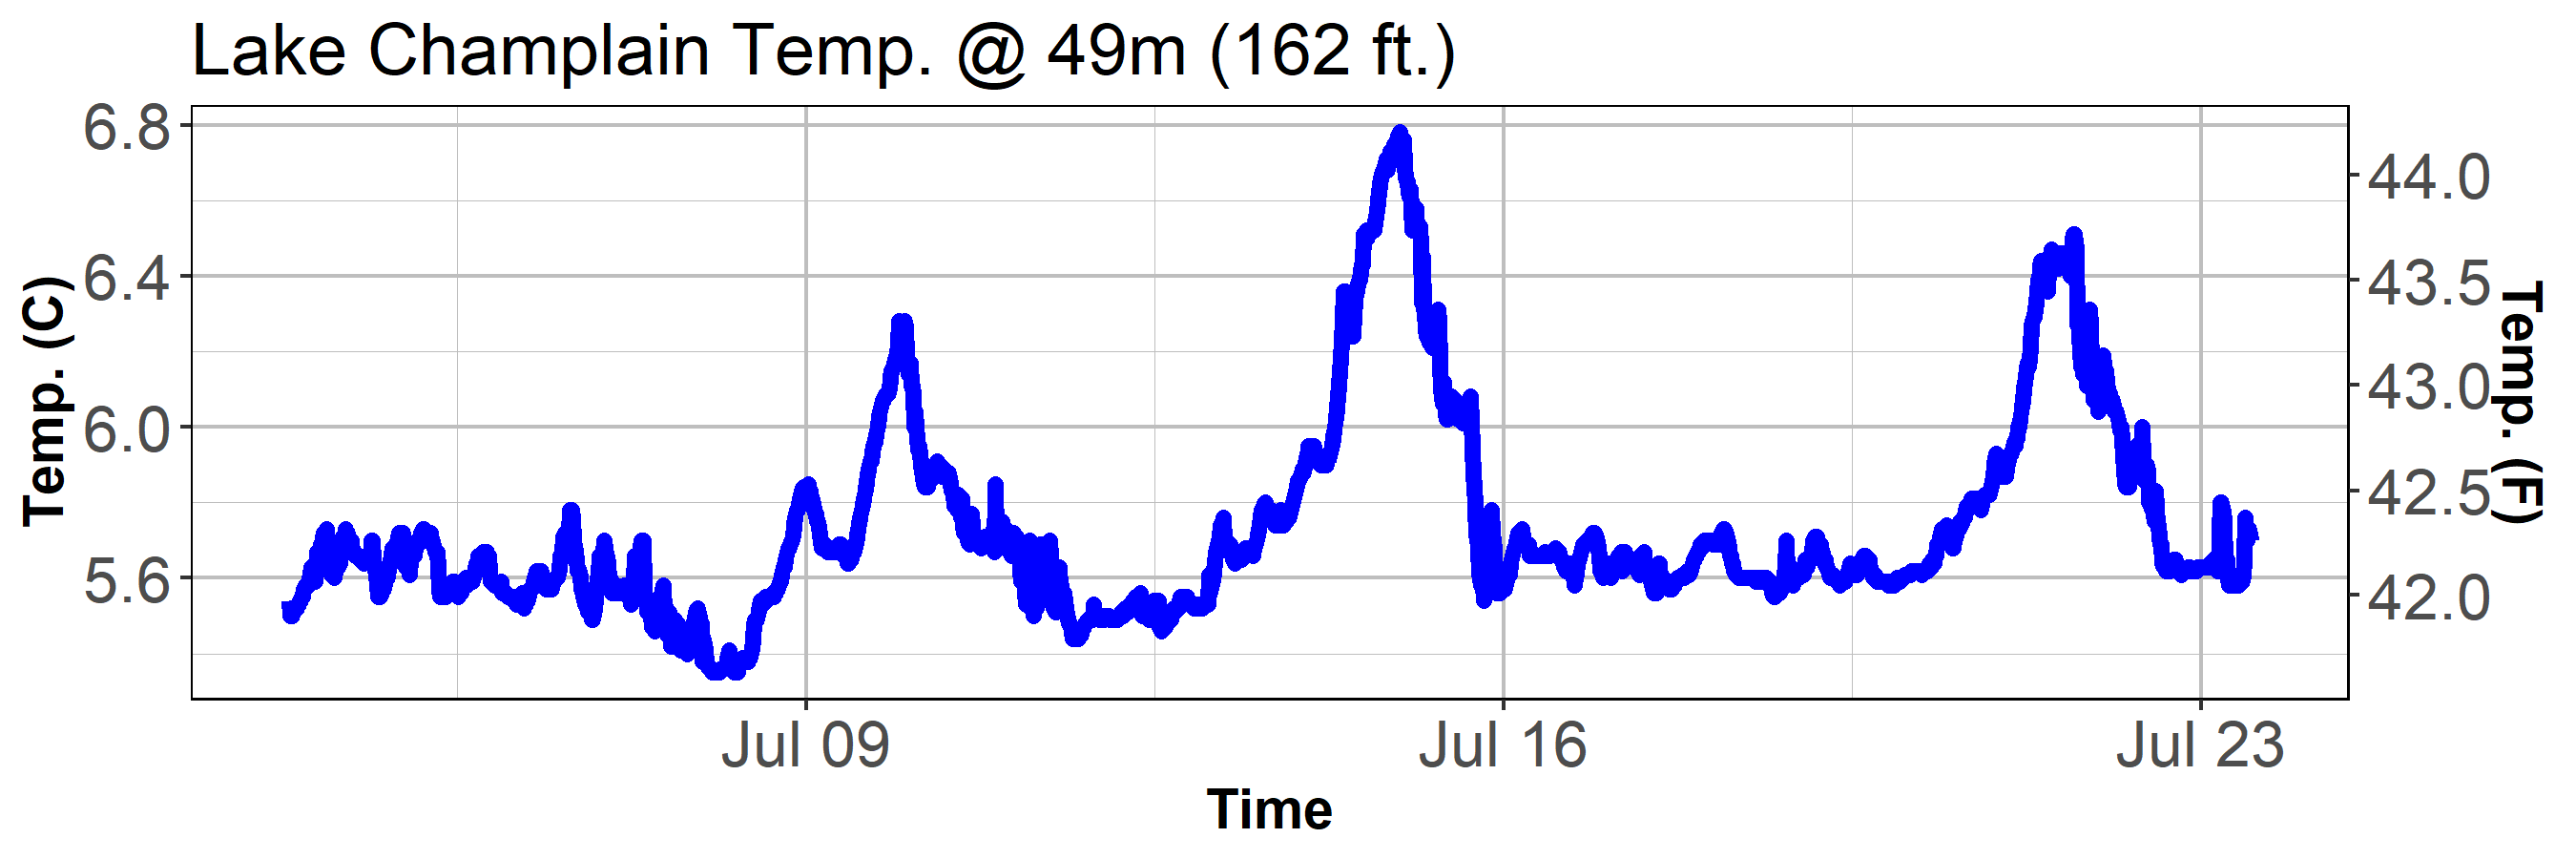 Lake Champlain Temp. @ 49m (162 ft.)
6.8
6.4
6.0
5.6
Temp. (C)
44.0
43.5
43.0
42.5
42.0
Temp. (F)
Jul 09
Jul 16
Jul 23
Time